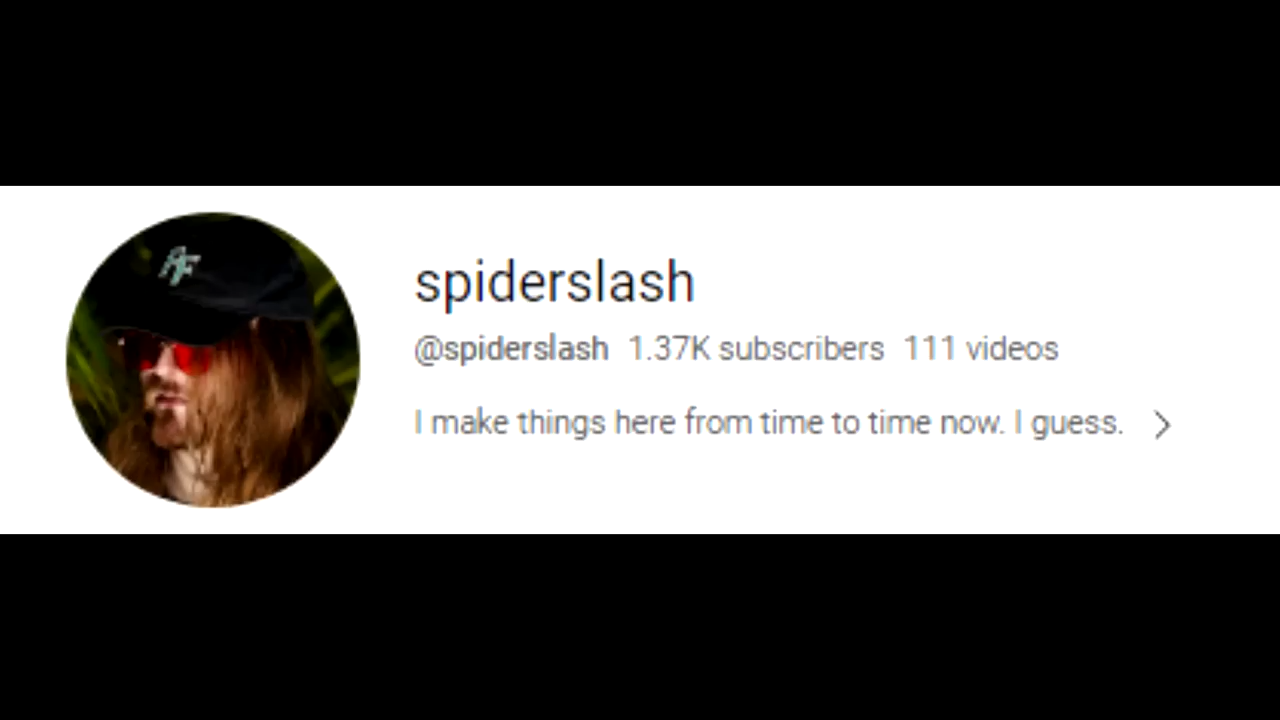 spiderslash
@spiderslash 1.37K subscribers 111 videos
I make things here from time to time now. I guess.